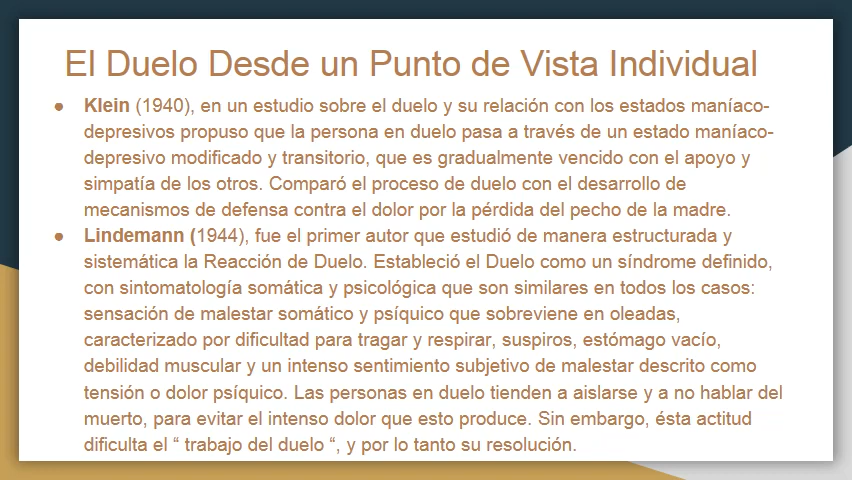 El Duelo Desde un Punto de Vista Individual
● Klein (1940), en un estudio sobre el duelo y su relación con los estados maníaco-
depresivos propuso que la persona en duelo pasa a través de un estado maníaco-
depresivo modificado y transitorio, que es gradualmente vencido con el apoyo y
simpatía de los otros. Comparó el proceso de duelo con el desarrollo de
mecanismos de defensa contra el dolor por la pérdida del pecho de la madre.
● Lindemann (1944), fue el primer autor que estudió de manera estructurada y
sistemática la Reacción de Duelo. Estableció el Duelo como un síndrome definido,
con sintomatología somática y psicológica que son similares en todos los casos:
sensación de malestar somático y psíquico que sobreviene en oleadas,
caracterizado por dificultad para tragar y respirar, suspiros, estómago vacío,
debilidad muscular y un intenso sentimiento subjetivo de malestar descrito como
tensión o dolor psíquico. Las personas en duelo tienden a aislarse y a no hablar del
muerto, para evitar el intenso dolor que esto produce. Sin embargo, ésta actitud
dificulta el “ trabajo del duelo “, y por lo tanto su resolución.